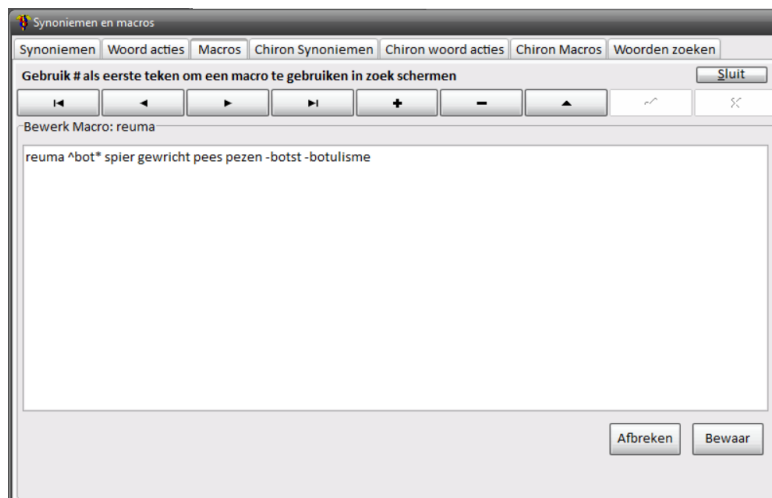 Synoniemen en macros
Synoniemen Woord acties Macros Chiron Synoniemen Chiron woord acties Chiron Macros Woorden zoeken
Gebruik # als eerste teken om een macro te gebruiken in zoek schermen Sluit
Bewerk Macro: reuma
reuma ^bot* spier gewricht pees pezen -botst -botulisme
Afbreken Bewaar